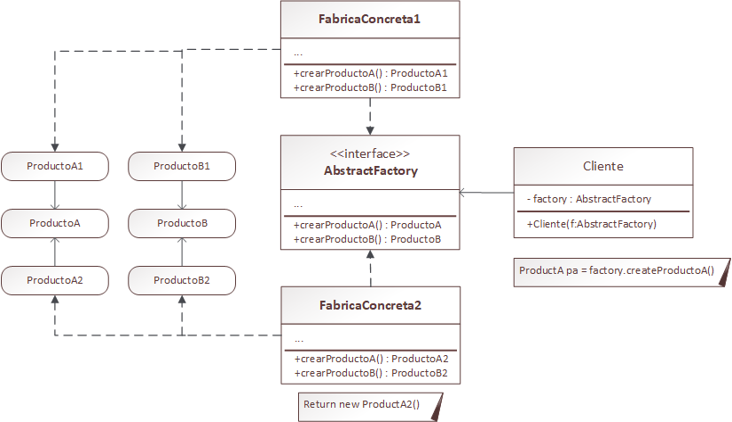 FabricaConcreta1
...
+crearProductoA() : ProductoA1
+crearProductoB() : ProductoB1
ProductoA1
ProductoB1
ProductoA
ProductoB
ProductoA2
ProductoB2
<<interface>>
AbstractFactory
...
+crearProductoA() : ProductoA
+crearProductoB() : ProductoB
Cliente
- factory : AbstractFactory
+Cliente(f:AbstractFactory)
ProductA pa = factory.createProductoA()
FabricaConcreta2
...
+crearProductoA() : ProductoA2
+crearProductoB() : ProductoB2
Return new ProductA2()